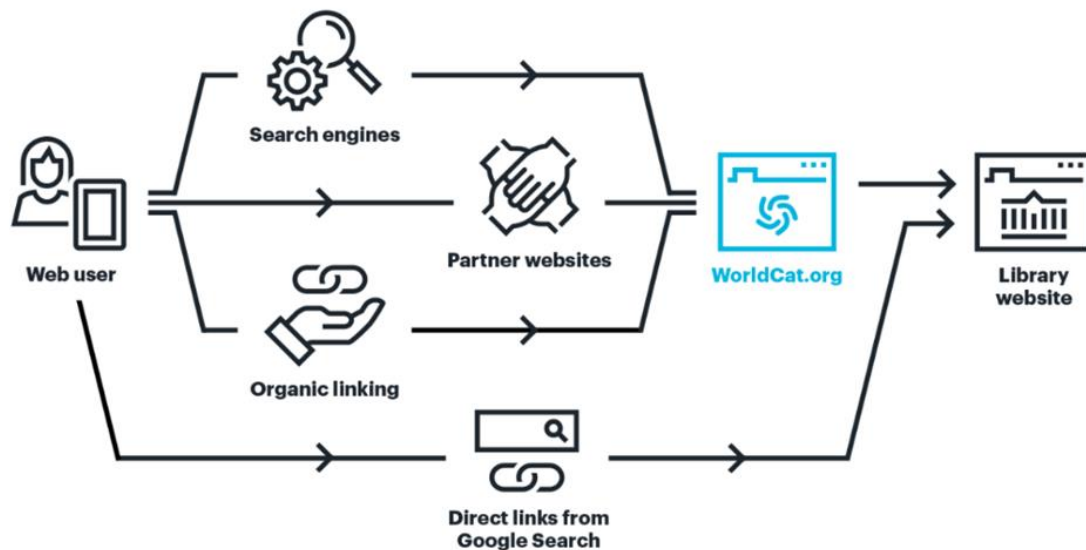 Search engines
Web user
Partner websites
WorldCat.org
Library
website
Organic linking
Direct links from
Google Search